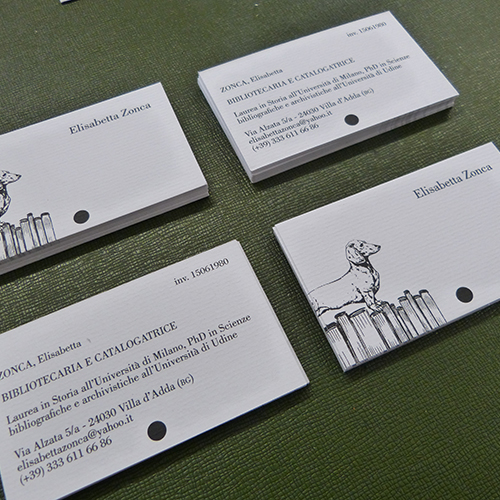 Elisabetta Zonca
inv. 15061980
ZONCA, Elisabetta
BIBLIOTECARIA E CATALOGATRICE
Laurea in Storia all'Università di Milano, PhD in Scienze
bibliografiche e archivistiche all'Università di Udine
Via Alzata 5/a - 24030 Villa d'Adda (BG)
elisabettazonca@yahoo.it
(+39) 333 611 66 86
Elisabetta Zonca
inv. 15061980
ZONCA, Elisabetta
BIBLIOTECARIA E CATALOGATRICE
Laurea in Storia all'Università di Milano, PhD in Scienze
bibliografiche e archivistiche all'Università di Udine
Via Alzata 5/a - 24030 Villa d'Adda (BG)
elisabettazonca@yahoo.it
(+39) 333 611 66 86